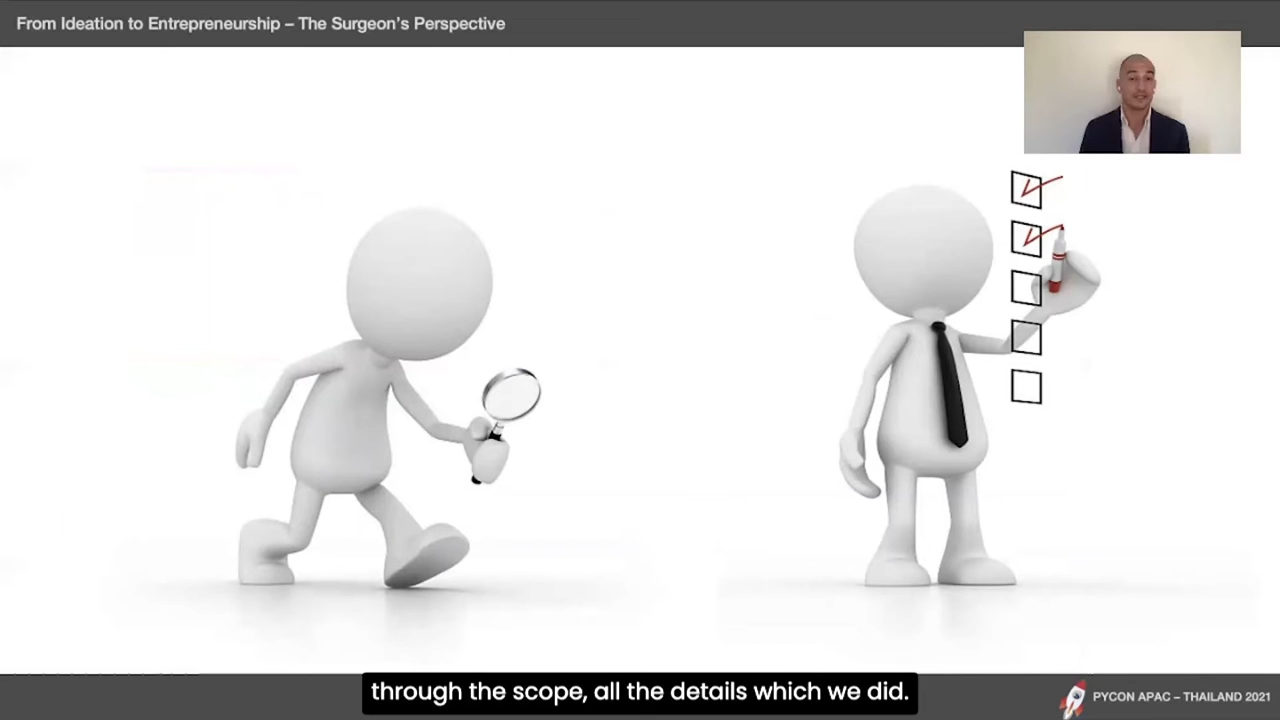 From Ideation to Entrepreneurship – The Surgeon's Perspective
through the scope, all the details which we did.
PYCON APAC – THAILAND 2021